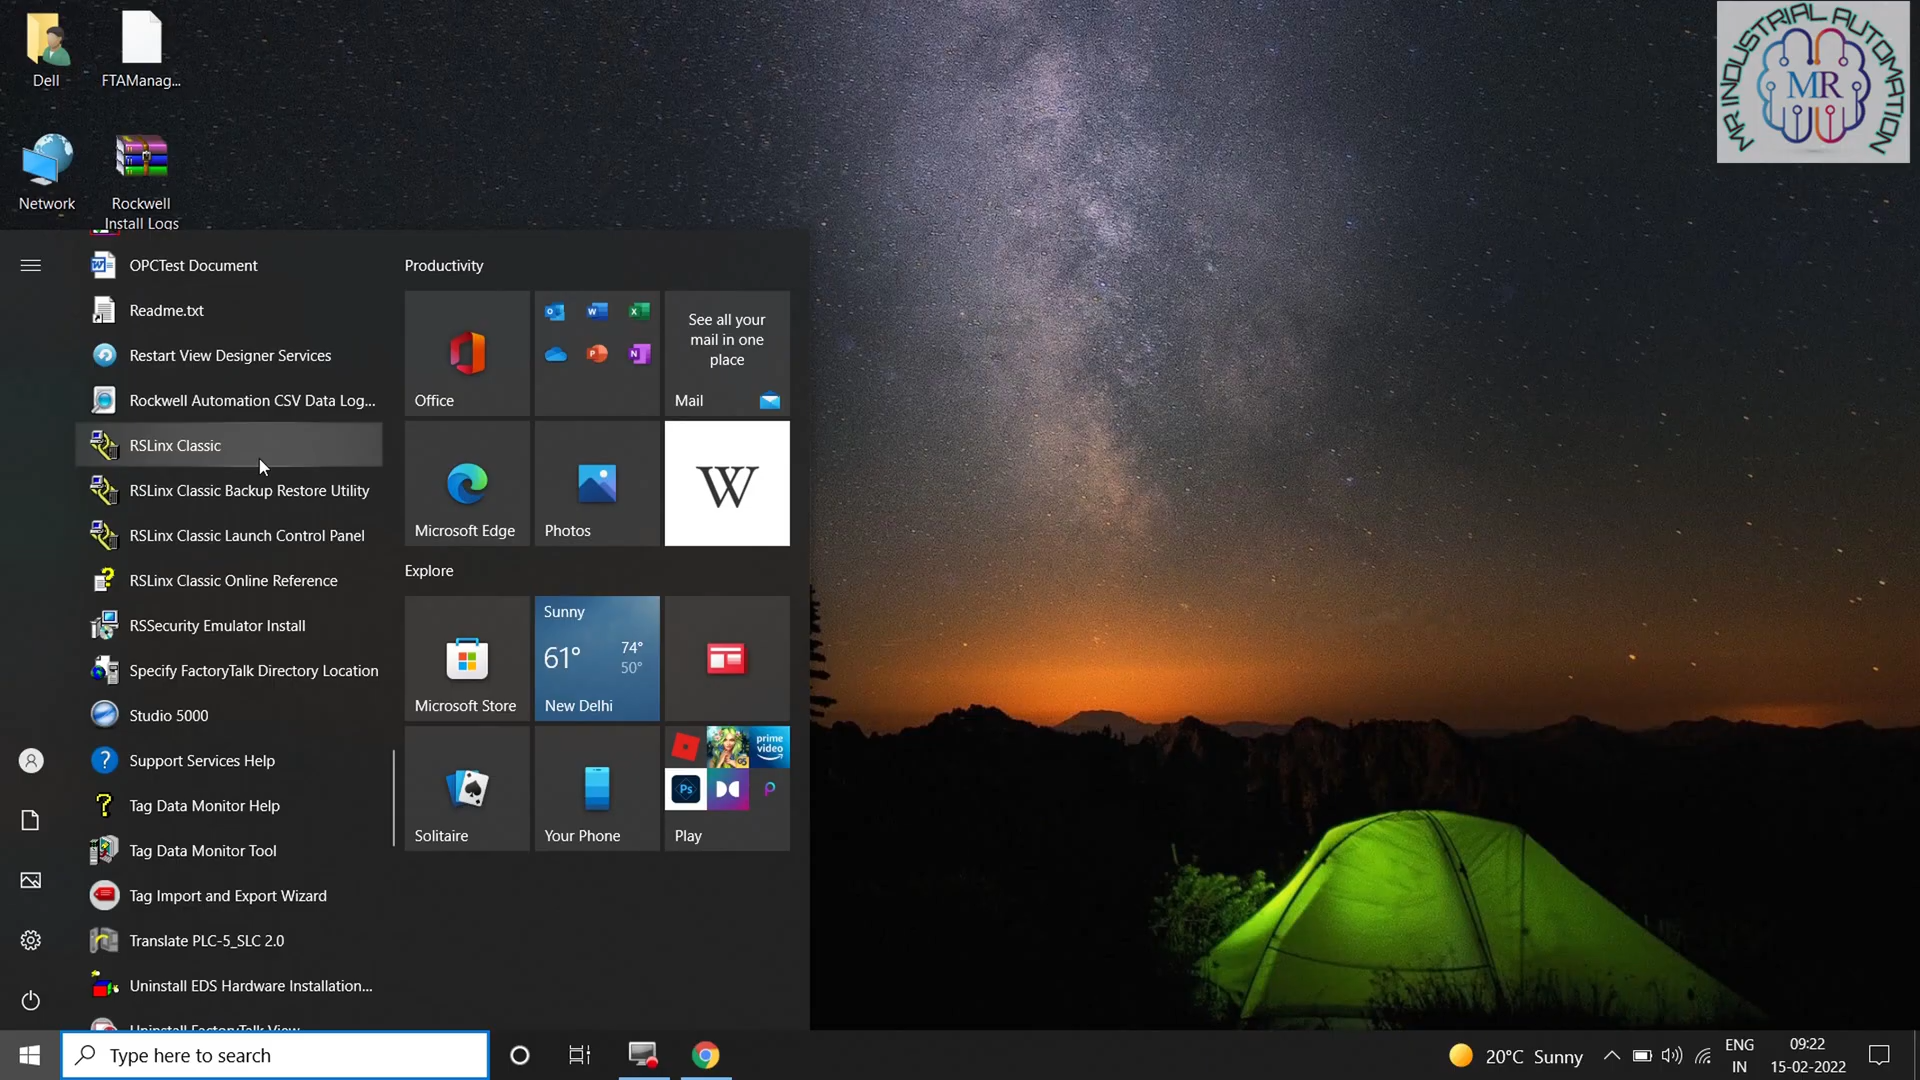 Dell
FTAManag...
Network
Rockwell
Install Logs
MR INDUSTRIAL AUTOMATION
MR
OPCTest Document
Readme.txt
Restart View Designer Services
Rockwell Automation CSV Data Log...
RSLinx Classic
RSLinx Classic Backup Restore Utility
RSLinx Classic Launch Control Panel
RSLinx Classic Online Reference
RSSecurity Emulator Install
Specify FactoryTalk Directory Location
Studio 5000
Support Services Help
Tag Data Monitor Help
Tag Data Monitor Tool
Tag Import and Export Wizard
Translate PLC-5_SLC 2.0
Uninstall EDS Hardware Installation...
Uninstall FactoryTalk View
Productivity
Office
See all your
mail in one
place
Mail
Microsoft Edge
Photos
W
Explore
Microsoft Store
Sunny
61°
74°
50°
New Delhi
Solitaire
Your Phone
prime
video
Ps
Play
Type here to search
20°C Sunny
ENG
IN
09:22
15-02-2022